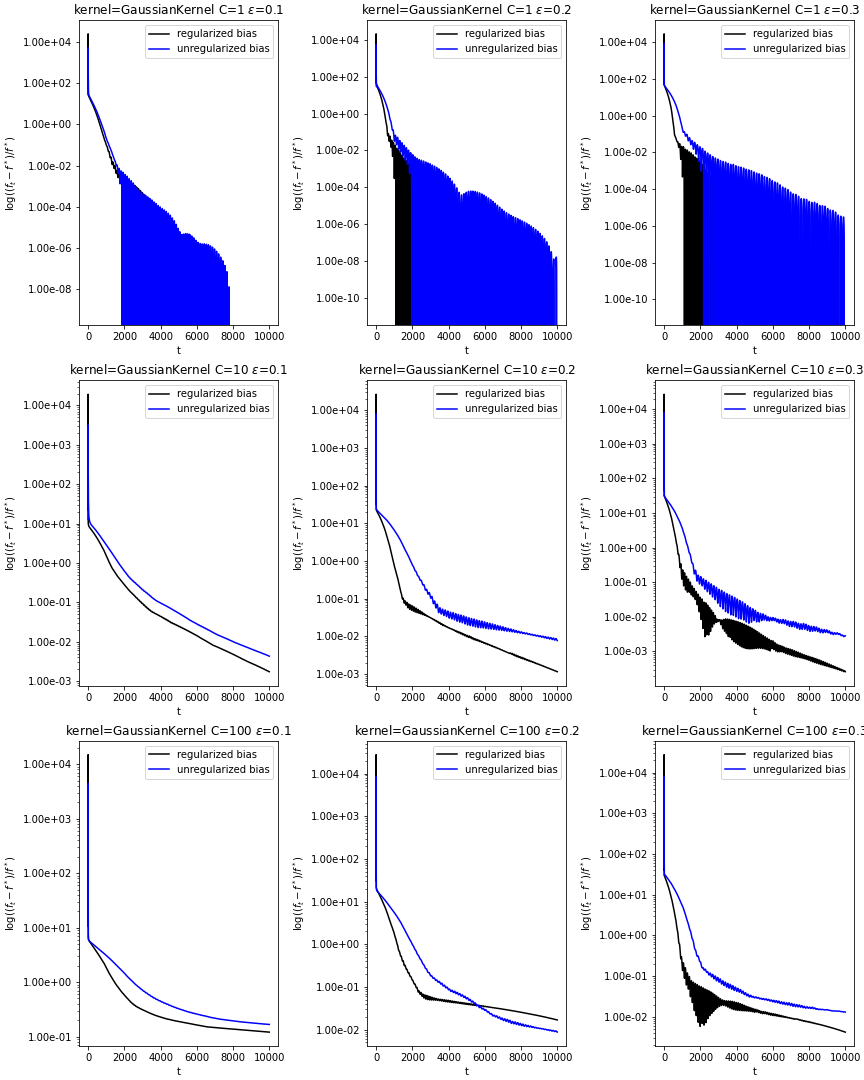 kernel=GaussianKernel C=1 ε=0.1
regularized bias
unregularized bias
1.00e+04
1.00e+02
1.00e+00
1.00e-02
1.00e-04
1.00e-06
1.00e-08
log((f_t − f*)/f*)
0 2000 4000 6000 8000 10000
t
kernel=GaussianKernel C=1 ε=0.2
regularized bias
unregularized bias
1.00e+04
1.00e+02
1.00e+00
1.00e-02
1.00e-04
1.00e-06
1.00e-08
1.00e-10
log((f_t − f*)/f*)
0 2000 4000 6000 8000 10000
t
kernel=GaussianKernel C=1 ε=0.3
regularized bias
unregularized bias
1.00e+04
1.00e+02
1.00e+00
1.00e-02
1.00e-04
1.00e-06
1.00e-08
1.00e-10
log((f_t − f*)/f*)
0 2000 4000 6000 8000 10000
t
kernel=GaussianKernel C=10 ε=0.1
regularized bias
unregularized bias
1.00e+04
1.00e+03
1.00e+02
1.00e+01
1.00e+00
1.00e-01
1.00e-02
1.00e-03
log((f_t − f*)/f*)
0 2000 4000 6000 8000 10000
t
kernel=GaussianKernel C=10 ε=0.2
regularized bias
unregularized bias
1.00e+04
1.00e+03
1.00e+02
1.00e+01
1.00e+00
1.00e-01
1.00e-02
1.00e-03
log((f_t − f*)/f*)
0 2000 4000 6000 8000 10000
t
kernel=GaussianKernel C=10 ε=0.3
regularized bias
unregularized bias
1.00e+04
1.00e+03
1.00e+02
1.00e+01
1.00e+00
1.00e-01
1.00e-02
1.00e-03
log((f_t − f*)/f*)
0 2000 4000 6000 8000 10000
t
kernel=GaussianKernel C=100 ε=0.1
regularized bias
unregularized bias
1.00e+04
1.00e+03
1.00e+02
1.00e+01
1.00e+00
1.00e-01
log((f_t − f*)/f*)
0 2000 4000 6000 8000 10000
t
kernel=GaussianKernel C=100 ε=0.2
regularized bias
unregularized bias
1.00e+04
1.00e+03
1.00e+02
1.00e+01
1.00e+00
1.00e-01
1.00e-02
log((f_t − f*)/f*)
0 2000 4000 6000 8000 10000
t
kernel=GaussianKernel C=100 ε=0.3
regularized bias
unregularized bias
1.00e+04
1.00e+03
1.00e+02
1.00e+01
1.00e+00
1.00e-01
1.00e-02
log((f_t − f*)/f*)
0 2000 4000 6000 8000 10000
t